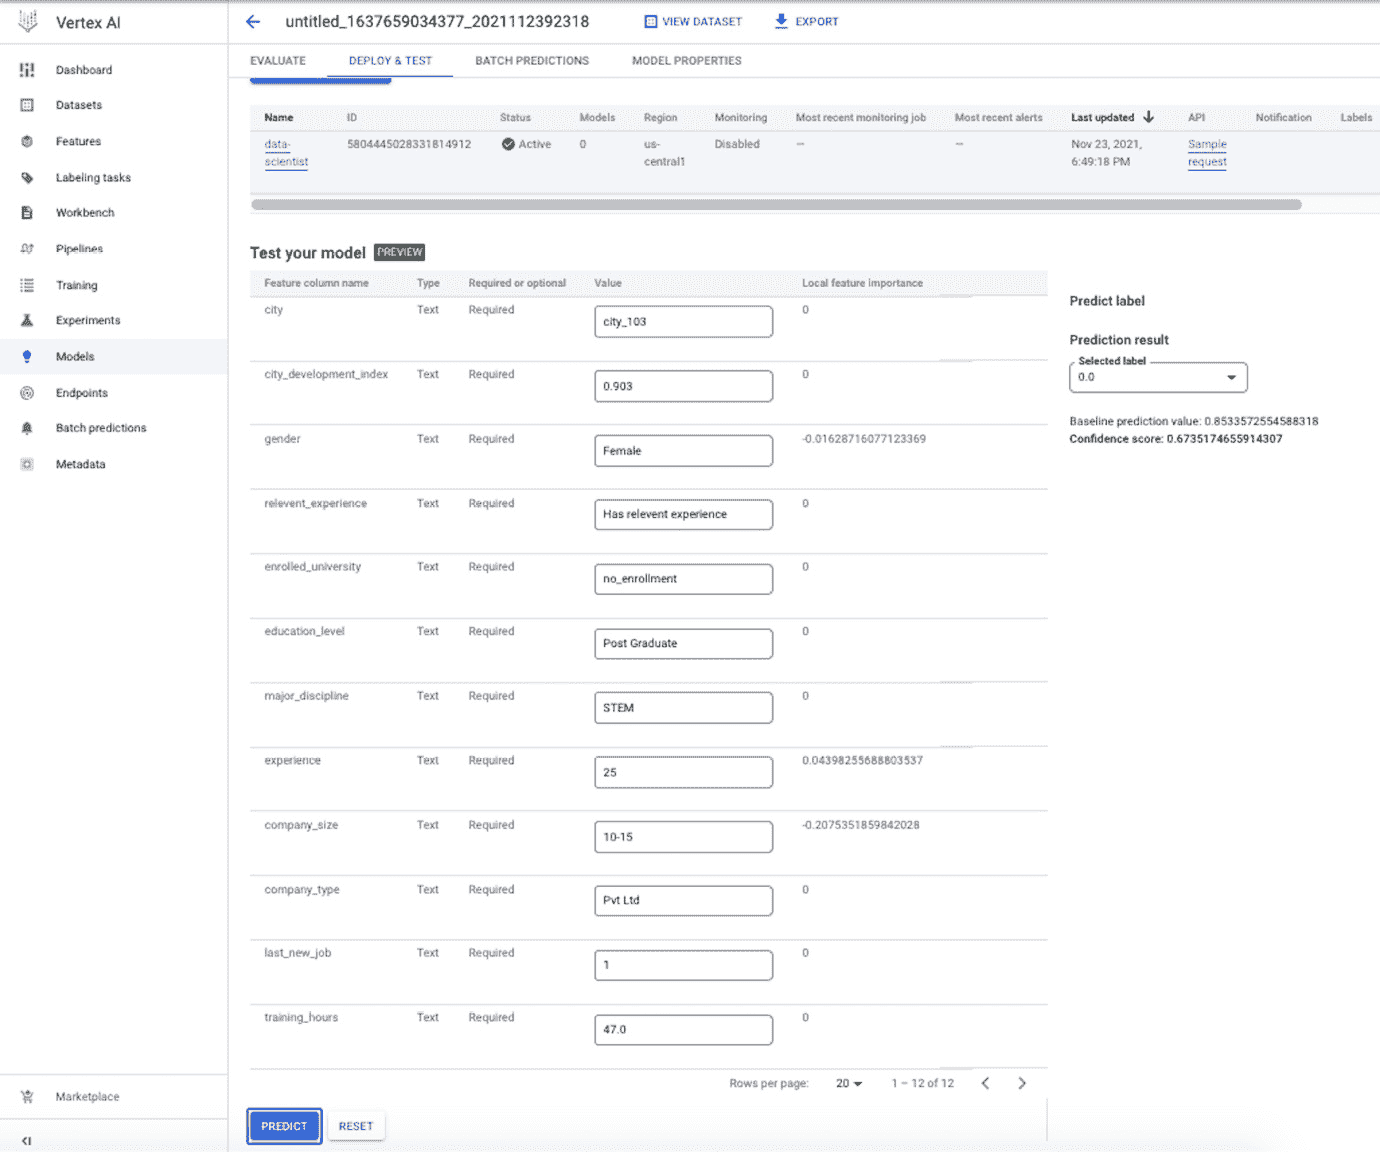 Vertex AI
untitled_1637659034377_2021112392318
VIEW DATASET
EXPORT
EVALUATE
DEPLOY & TEST
BATCH PREDICTIONS
MODEL PROPERTIES
Dashboard
Datasets
Features
Labeling tasks
Workbench
Pipelines
Training
Experiments
Models
Endpoints
Batch predictions
Metadata
Marketplace
Name ID Status Models Region Monitoring Most recent monitoring job Most recent alerts Last updated API Notification Labels
data- 5804445028331814912 Active 0 us- Disabled -- -- Nov 23, 2021, Sample
scientist central1 6:49:18 PM request
Test your model PREVIEW
Feature column name Type Required or optional Value Local feature importance
city Text Required city_103 0
city_development_index Text Required 0.903 0
gender Text Required Female -0.01628716077123369
relevent_experience Text Required Has relevent experience 0
enrolled_university Text Required no_enrollment 0
education_level Text Required Post Graduate 0
major_discipline Text Required STEM 0
experience Text Required 25 0.04398255688803537
company_size Text Required 10-15 -0.2075351859842028
company_type Text Required Pvt Ltd 0
last_new_job Text Required 1 0
training_hours Text Required 47.0 0
Rows per page: 20 1 – 12 of 12
PREDICT
RESET
Predict label
Prediction result
Selected label
0.0
Baseline prediction value: 0.8533572554588318
Confidence score: 0.6735174655914307